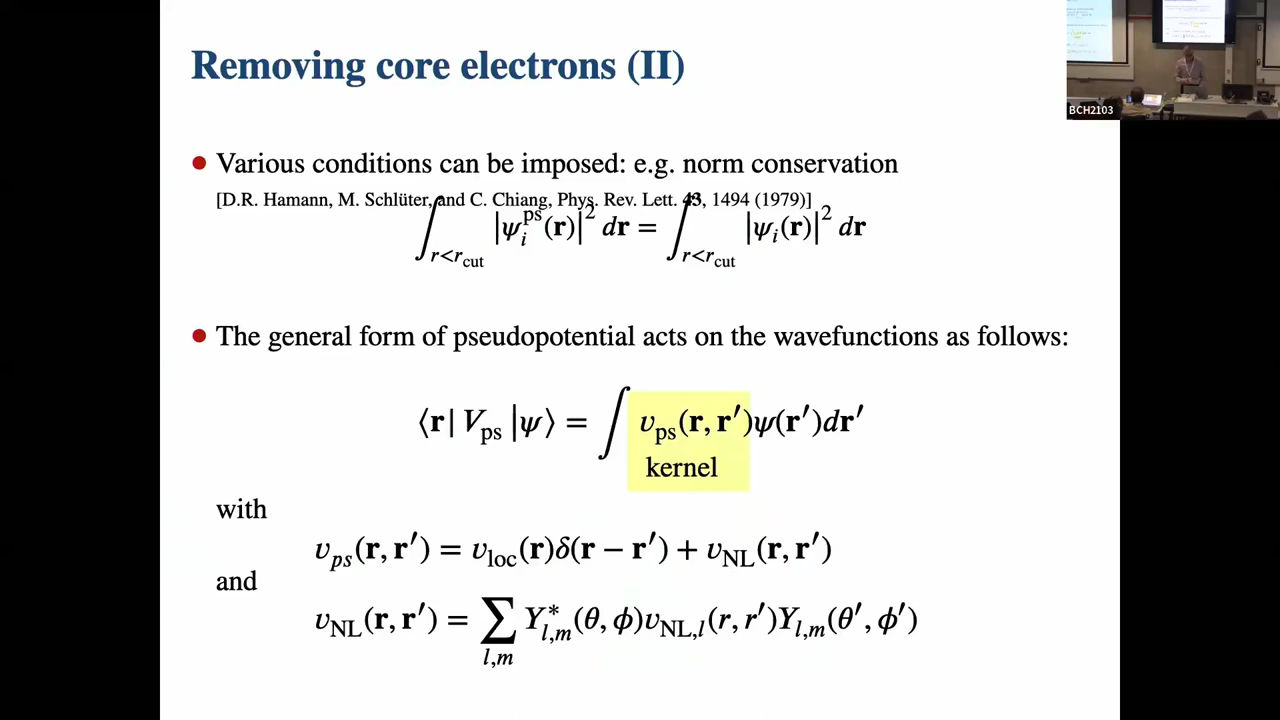 Removing core electrons (II)
BCH2103
● Various conditions can be imposed: e.g. norm conservation
[D.R. Hamann, M. Schlüter, and C. Chiang, Phys. Rev. Lett. 43, 1494 (1979)]
∫_{r<r_cut} |ψ_i^ps(𝐫)|² d𝐫 = ∫_{r<r_cut} |ψ_i(𝐫)|² d𝐫
● The general form of pseudopotential acts on the wavefunctions as follows:
⟨𝐫| V_ps |ψ⟩ = ∫ v_ps(𝐫, 𝐫′)ψ(𝐫′)d𝐫′
kernel
with
v_ps(𝐫, 𝐫′) = v_loc(𝐫)δ(𝐫 − 𝐫′) + v_NL(𝐫, 𝐫′)
and
v_NL(𝐫, 𝐫′) = ∑_{l,m} Y*_{l,m}(θ, ϕ)v_{NL,l}(r, r′)Y_{l,m}(θ′, ϕ′)